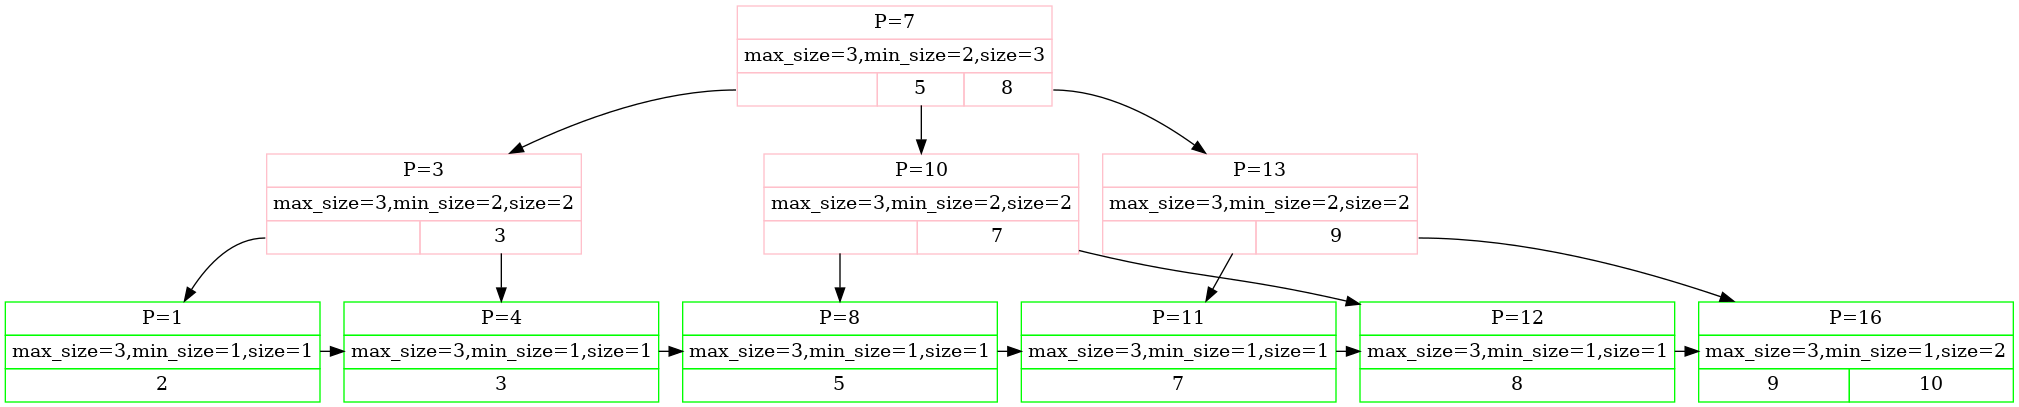 P=7
max_size=3,min_size=2,size=3
5 8
P=3
max_size=3,min_size=2,size=2
3
P=10
max_size=3,min_size=2,size=2
7
P=13
max_size=3,min_size=2,size=2
9
P=1
max_size=3,min_size=1,size=1
2
P=4
max_size=3,min_size=1,size=1
3
P=8
max_size=3,min_size=1,size=1
5
P=11
max_size=3,min_size=1,size=1
7
P=12
max_size=3,min_size=1,size=1
8
P=16
max_size=3,min_size=1,size=2
9 10